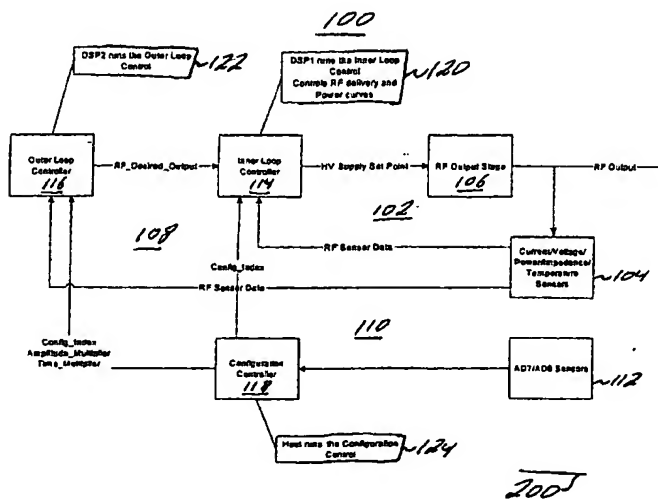 100
DSP2 runs the Outer Loop
Control
122
DSP1 runs the Inner Loop
Control
Controls RF delivery and
Power curves
120
Outer Loop
Controller
116
RF_Desired_Output
Inner Loop
Controller
114
HV Supply Set Point
RF Output Stage
106
RF Output
102
108
RF Sensor Data
Config_Index
RF Sensor Data
Current/Voltage/
Power/Impedance/
Temperature
Sensors
104
Config_Index
Amplitude_Multiplier
Time_Multiplier
110
Configuration
Controller
118
AD7/AD8 Sensors
112
Host runs the Configuration
Control
124
200